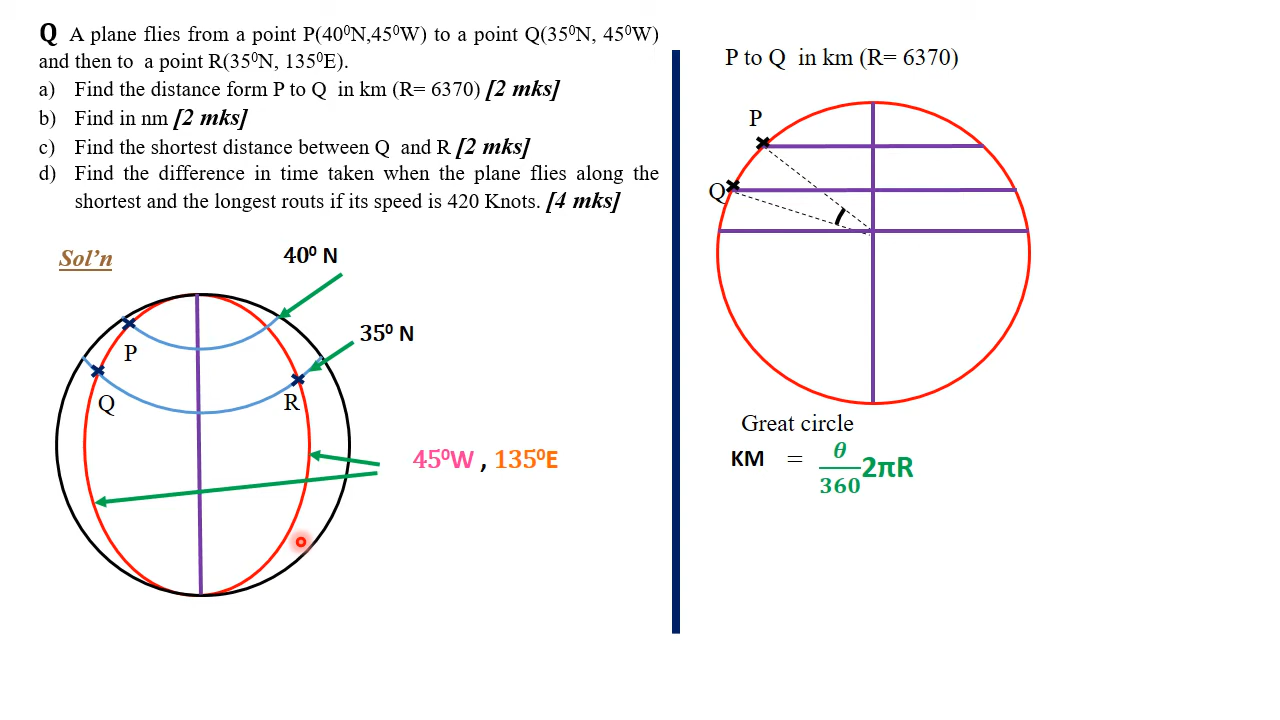 Q A plane flies from a point P(40⁰N,45⁰W) to a point Q(35⁰N, 45⁰W)
and then to a point R(35⁰N, 135⁰E).
a) Find the distance form P to Q in km (R= 6370) [2 mks]
b) Find in nm [2 mks]
c) Find the shortest distance between Q and R [2 mks]
d) Find the difference in time taken when the plane flies along the
shortest and the longest routs if its speed is 420 Knots. [4 mks]
Sol’n
40⁰ N
35⁰ N
P
Q
R
45⁰W , 135⁰E
P to Q in km (R= 6370)
P
Q
Great circle
KM = θ/360 2πR